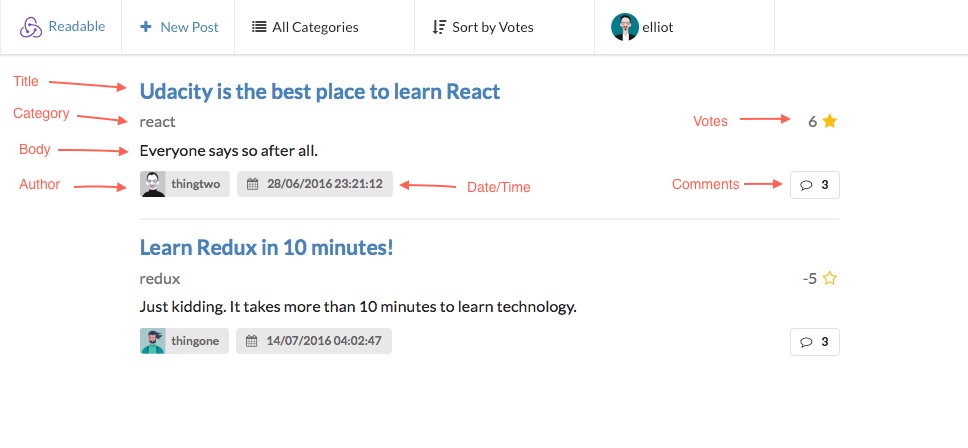 Readable
New Post
All Categories
Sort by Votes
elliot
Title
Udacity is the best place to learn React
Category
react
Votes
6
Body
Everyone says so after all.
Author
thingtwo
28/06/2016 23:21:12
Date/Time
Comments
3
Learn Redux in 10 minutes!
redux
-5
Just kidding. It takes more than 10 minutes to learn technology.
thingone
14/07/2016 04:02:47
3